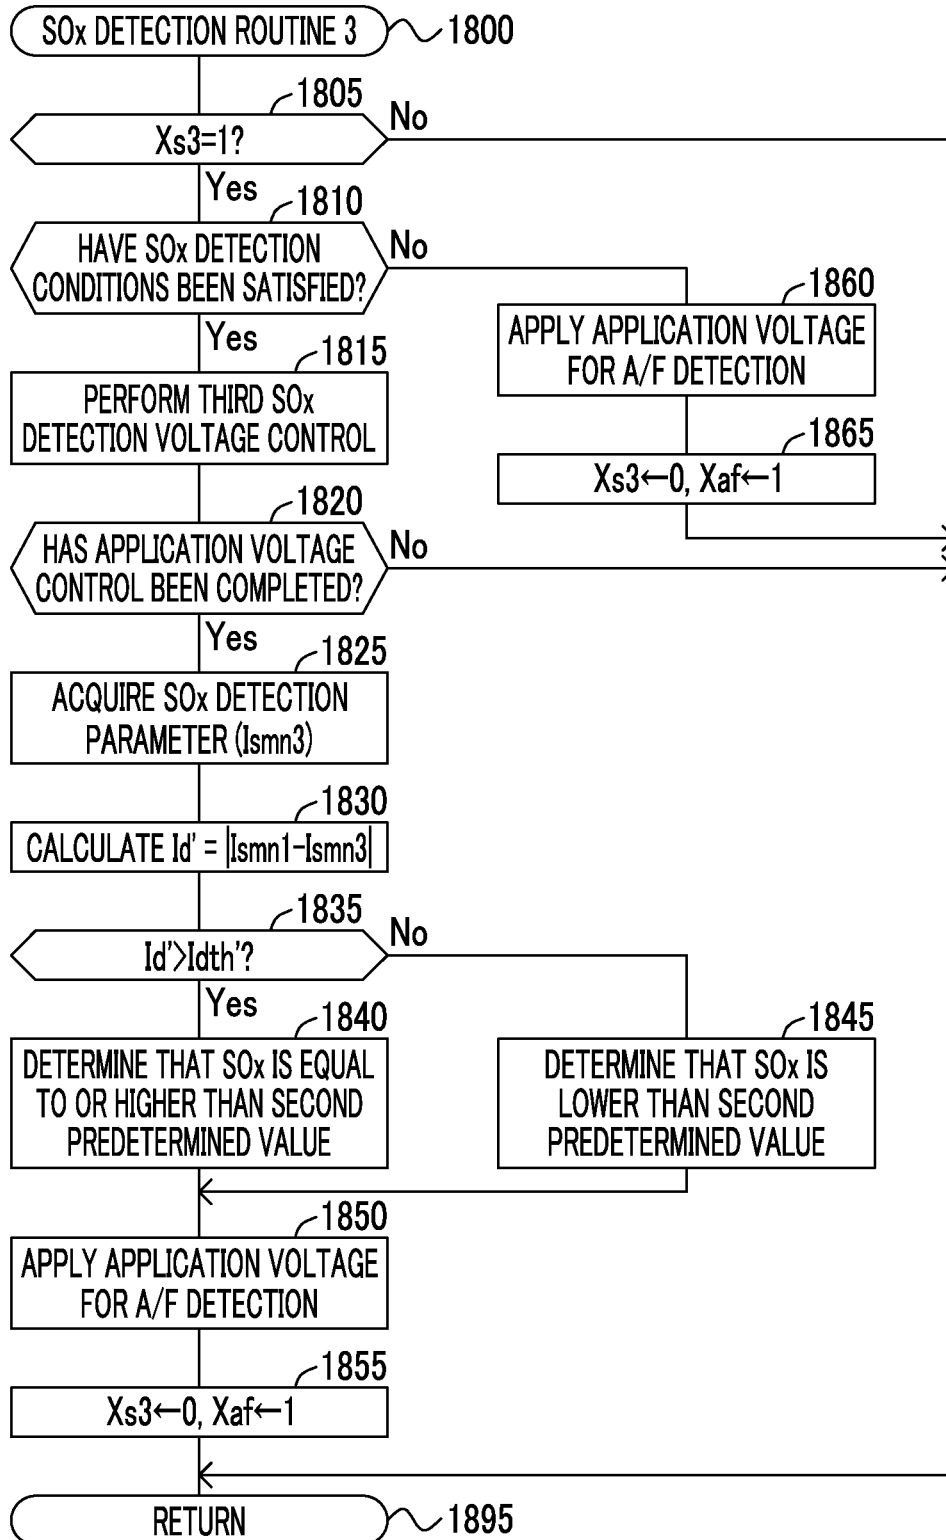 SOx DETECTION ROUTINE 3
1800
1805
Xs3=1?
No
Yes
1810
HAVE SOx DETECTION
CONDITIONS BEEN SATISFIED?
No
Yes
1860
APPLY APPLICATION VOLTAGE
FOR A/F DETECTION
1815
PERFORM THIRD SOx
DETECTION VOLTAGE CONTROL
1865
Xs3←0, Xaf←1
1820
HAS APPLICATION VOLTAGE
CONTROL BEEN COMPLETED?
No
Yes
1825
ACQUIRE SOx DETECTION
PARAMETER (Ismn3)
1830
CALCULATE Id' = |Ismn1-Ismn3|
1835
Id'>Idth'?
No
Yes
1840
DETERMINE THAT SOx IS EQUAL
TO OR HIGHER THAN SECOND
PREDETERMINED VALUE
1845
DETERMINE THAT SOx IS
LOWER THAN SECOND
PREDETERMINED VALUE
1850
APPLY APPLICATION VOLTAGE
FOR A/F DETECTION
1855
Xs3←0, Xaf←1
RETURN
1895